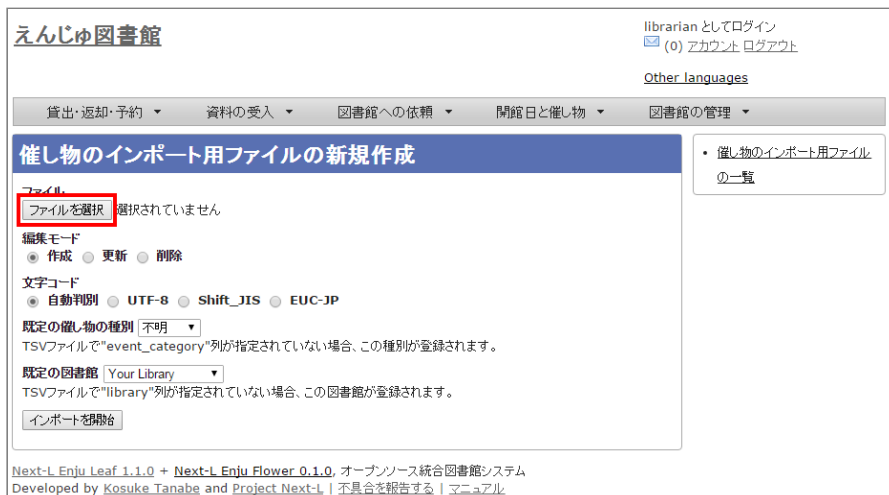 えんじゅ図書館
librarian としてログイン
(0) アカウント ログアウト
Other languages
貸出・返却・予約 ▼ 資料の受入 ▼ 図書館への依頼 ▼ 開館日と催し物 ▼ 図書館の管理 ▼
催し物のインポート用ファイルの新規作成
ファイル
ファイルを選択 選択されていません
編集モード
作成 更新 削除
文字コード
自動判別 UTF-8 Shift_JIS EUC-JP
既定の催し物の種別 不明 ▼
TSVファイルで"event_category"列が指定されていない場合、この種別が登録されます。
既定の図書館 Your Library ▼
TSVファイルで"library"列が指定されていない場合、この図書館が登録されます。
インポートを開始
• 催し物のインポート用ファイル
の一覧
Next-L Enju Leaf 1.1.0 + Next-L Enju Flower 0.1.0, オープンソース統合図書館システム
Developed by Kosuke Tanabe and Project Next-L | 不具合を報告する | マニュアル